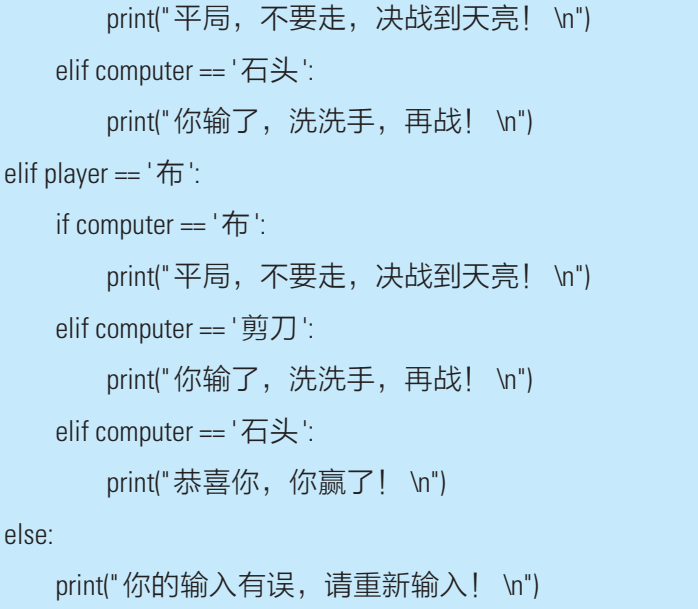 print("平局，不要走，决战到天亮！ \n")
elif computer == '石头':
print("你输了，洗洗手，再战！ \n")
elif player == '布':
if computer == '布':
print("平局，不要走，决战到天亮！ \n")
elif computer == '剪刀':
print("你输了，洗洗手，再战！ \n")
elif computer == '石头':
print("恭喜你，你赢了！ \n")
else:
print("你的输入有误，请重新输入！ \n")